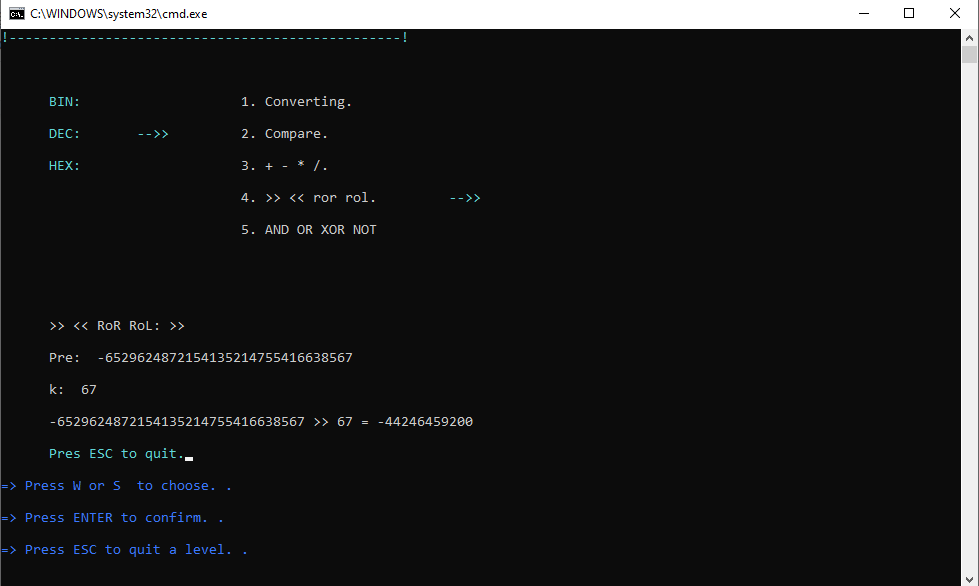 C:\WINDOWS\system32\cmd.exe
!-------------------------------------------------!
BIN: 1. Converting.
DEC: -->> 2. Compare.
HEX: 3. + - * /.
4. >> << ror rol. -->>
5. AND OR XOR NOT
>> << RoR RoL: >>
Pre: -65296248721541352147554166​38567
k: 67
-6529624872154135214755416638567 >> 67 = -44246459200
Pres ESC to quit.
=> Press W or S to choose. .
=> Press ENTER to confirm. .
=> Press ESC to quit a level. .